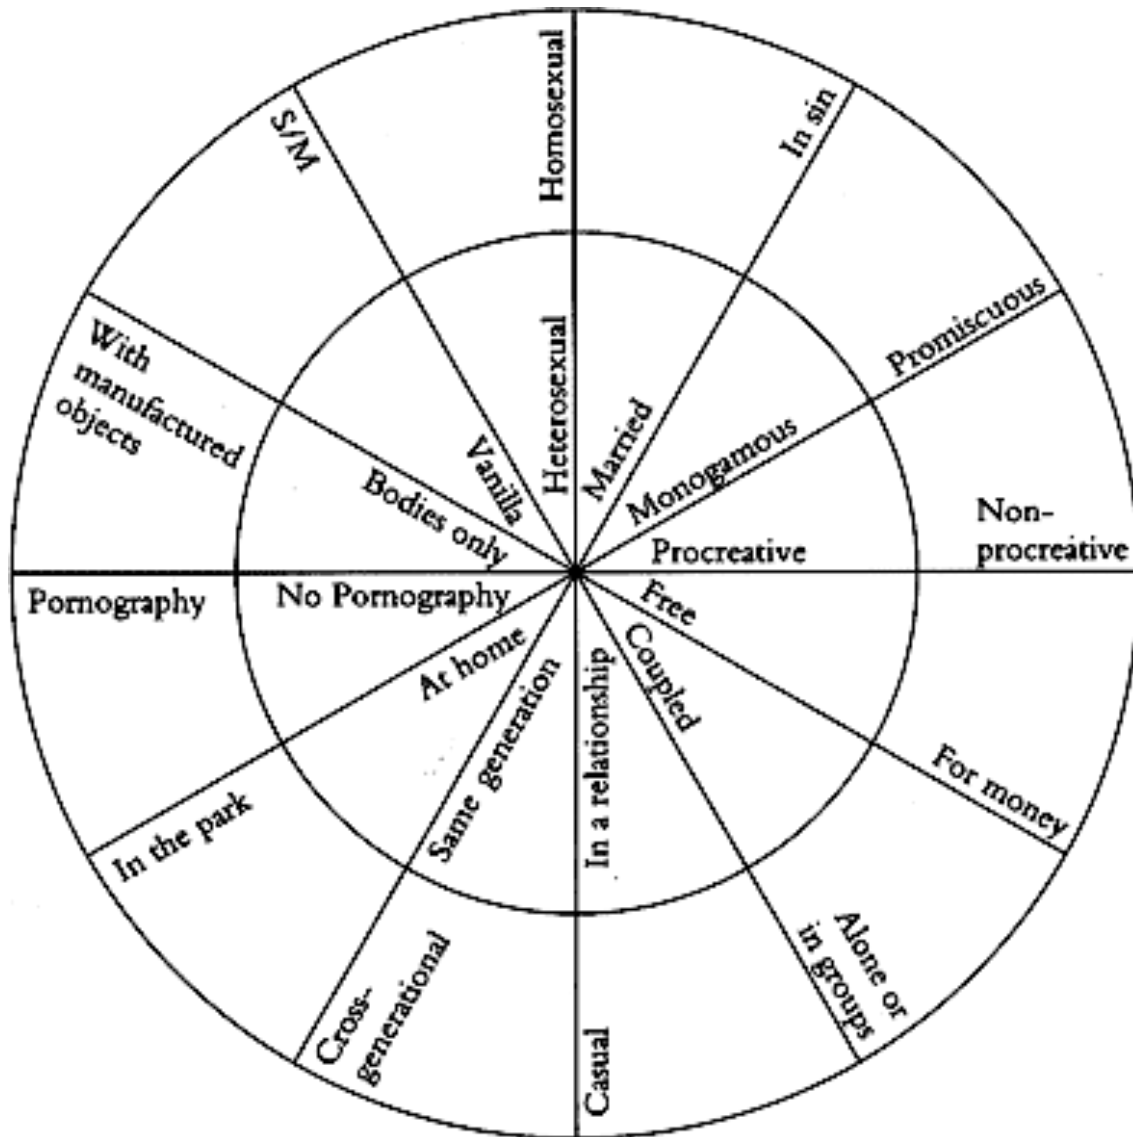 Homosexual
Heterosexual
In sin
Married
Promiscuous
Monogamous
Non-
procreative
Procreative
For money
Free
Alone or
in groups
Coupled
Casual
In a relationship
Cross-
generational
Same generation
In the park
At home
Pornography
No Pornography
With
manufactured
objects
Bodies only
S/M
Vanilla